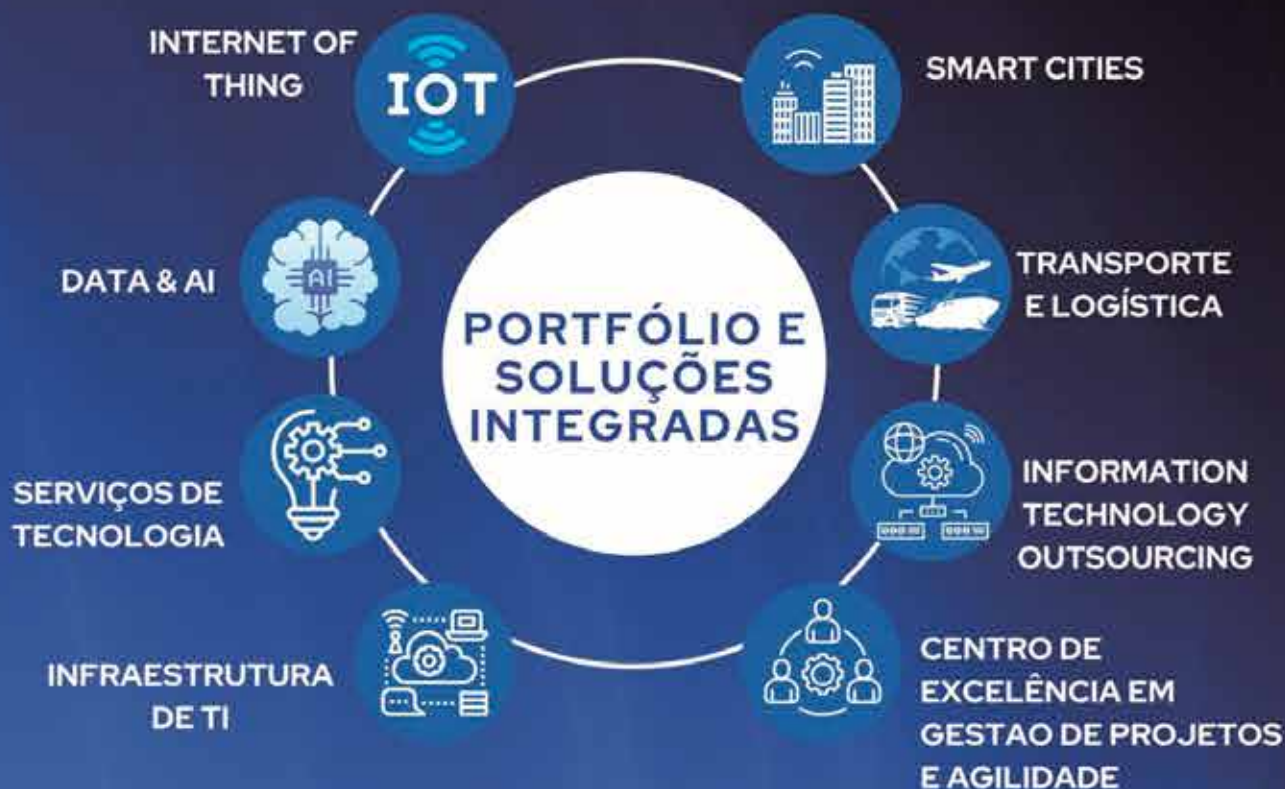 INTERNET OF
THING
IOT
SMART CITIES
DATA & AI
AI
TRANSPORTE
E LOGÍSTICA
PORTFÓLIO E
SOLUÇÕES
INTEGRADAS
SERVIÇOS DE
TECNOLOGIA
INFORMATION
TECHNOLOGY
OUTSOURCING
INFRAESTRUTURA
DE TI
CENTRO DE
EXCELÊNCIA EM
GESTAO DE PROJETOS
E AGILIDADE